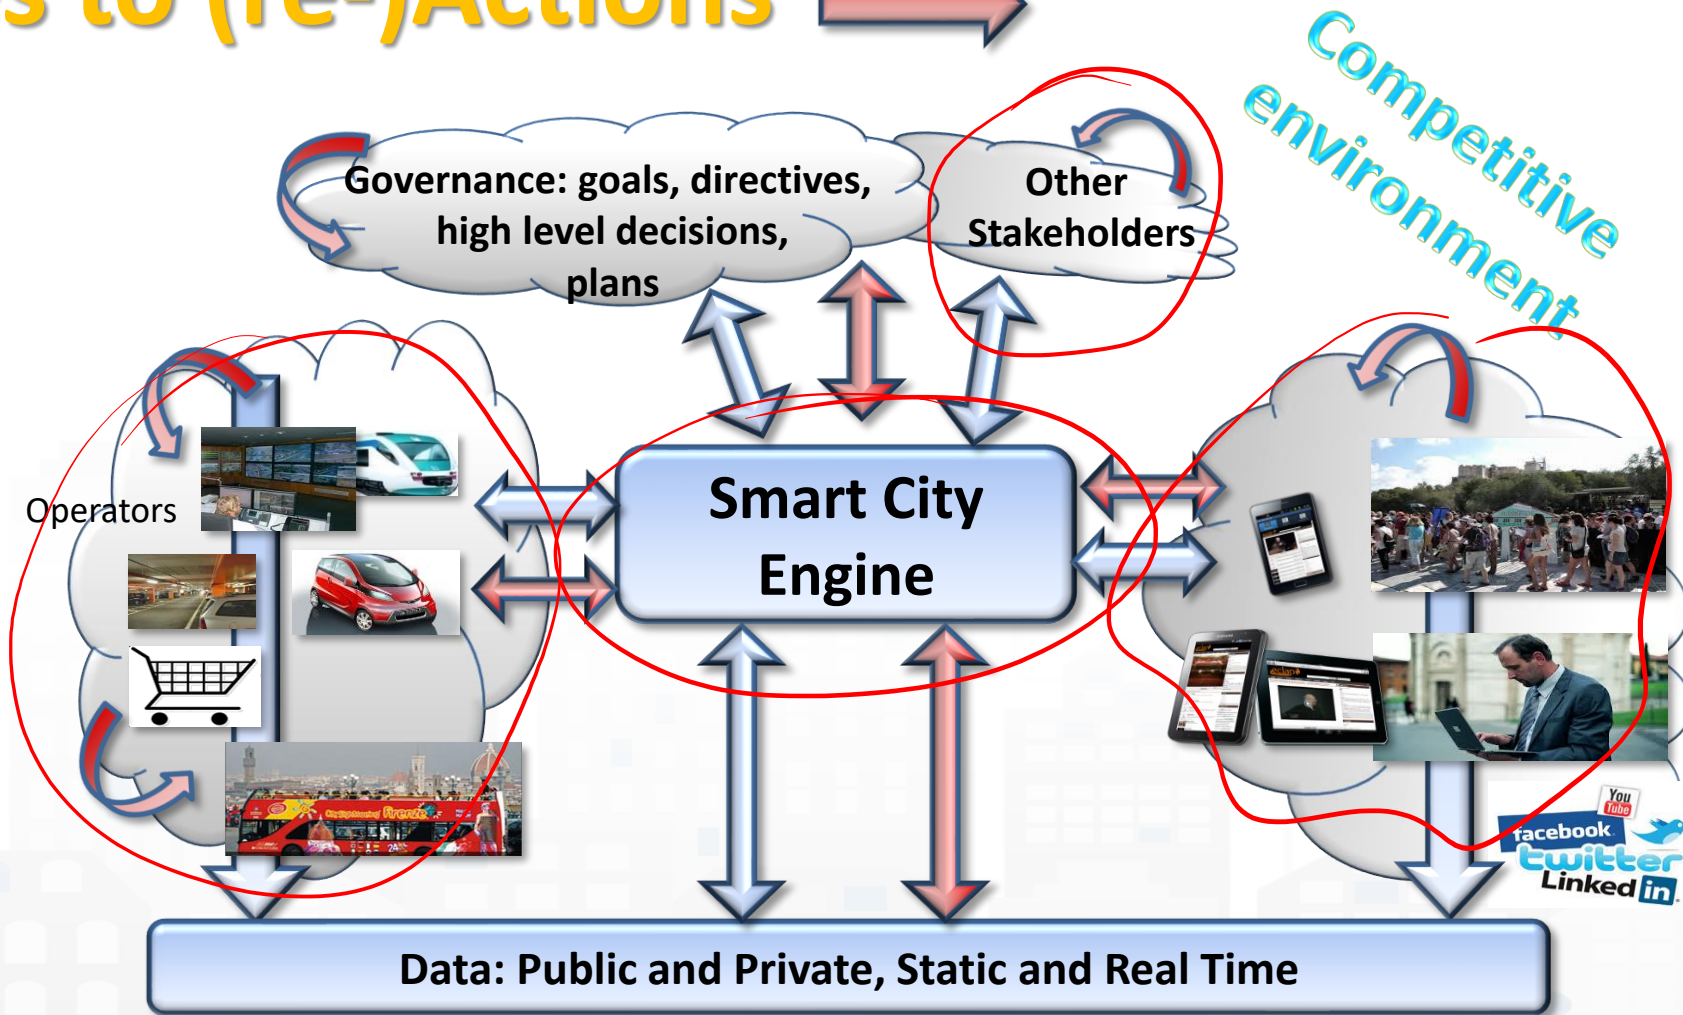 s to (re-)Actions
Competitive
environment
Governance: goals, directives,
high level decisions,
plans
Other
Stakeholders
Operators
Smart City
Engine
Firenze
eclap
You
Tube
facebook
twitter
Linked in
Data: Public and Private, Static and Real Time